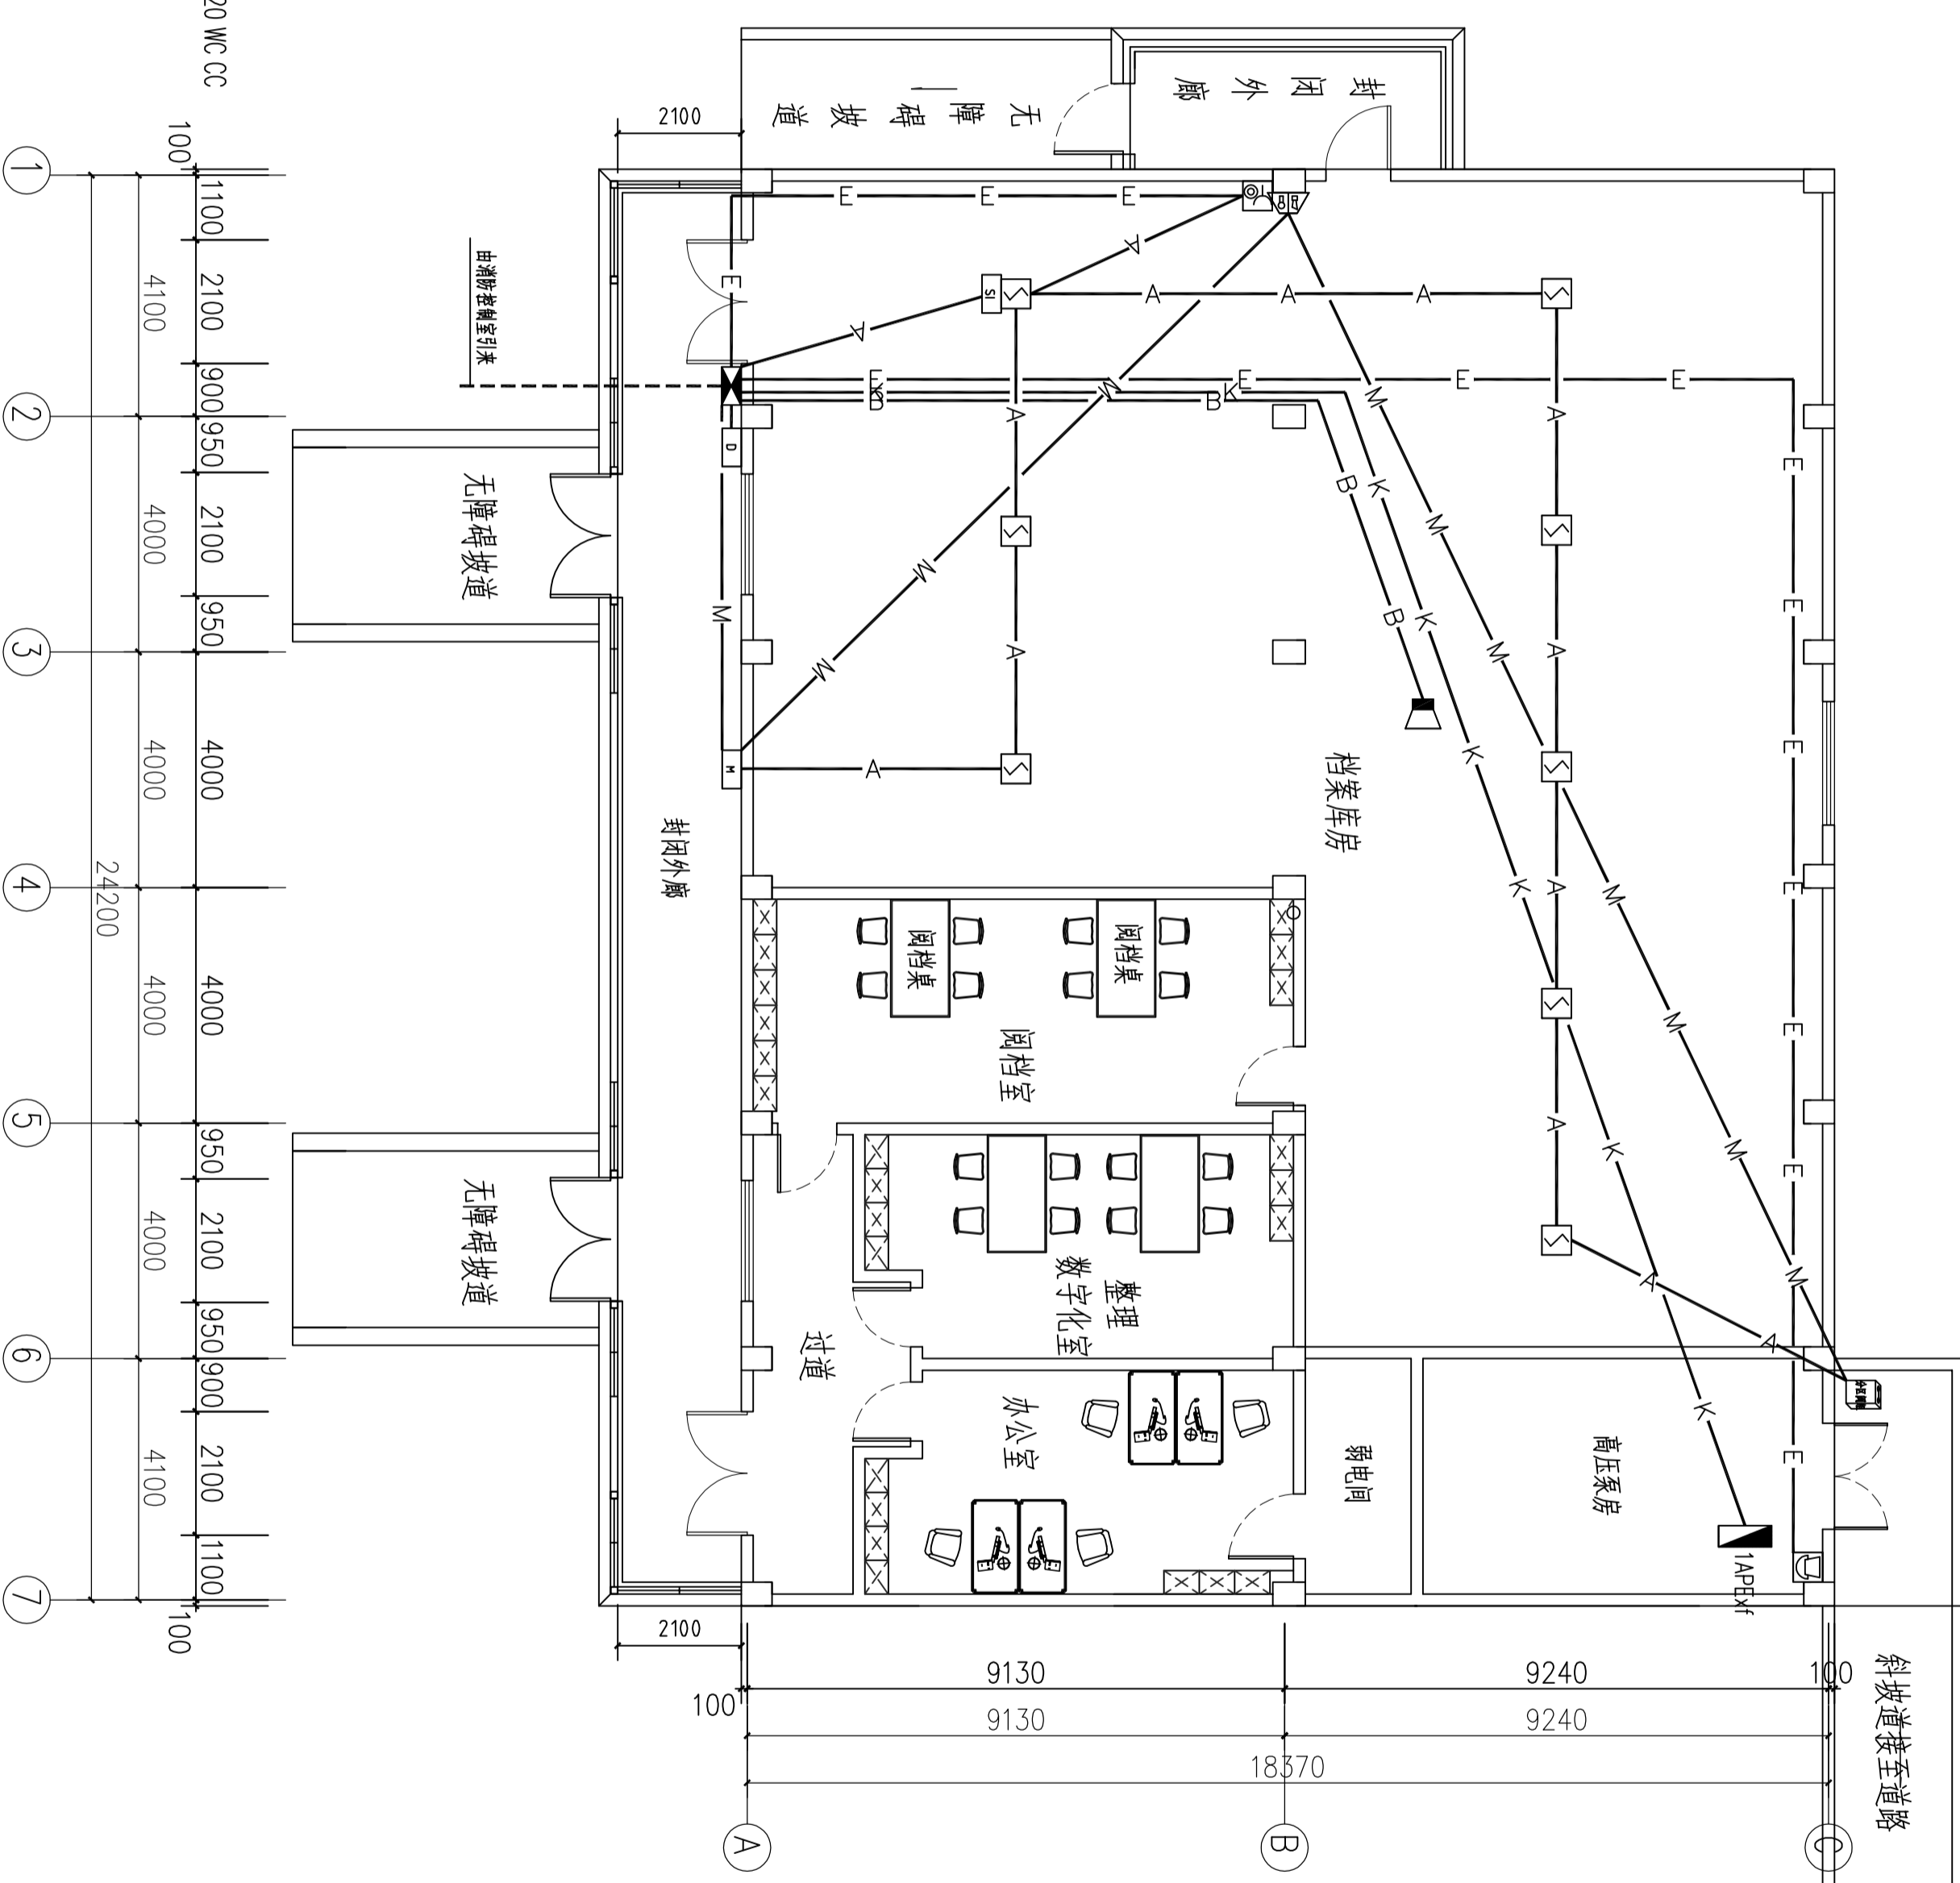 20 WC CC
封闭外廊
无障碍坡道
2100
100
1100
2100
900
950
2100
950
4000
4000
950
2100
950
900
2100
1100
100
4100
4000
4000
4000
4000
4100
24200
1
2
3
4
5
6
7
由消防控制室引来
无障碍坡道
无障碍坡道
封闭外廊
E
E
E
E
A
A
SI
A
A
A
E
E
E
E
K
K
B
B
N
N
N
M
M
D
M
A
A
A
A
A
A
A
A
A
A
B
B
K
K
K
K
K
K
M
M
M
M
M
M
M
E
E
E
E
E
E
E
档案库房
阅档桌
阅档桌
阅档室
整理
数字化室
过道
办公室
弱电间
高压泵房
1APExf
2100
9130
9240
100
100
9130
9240
18370
A
B
C
斜坡道接至道路